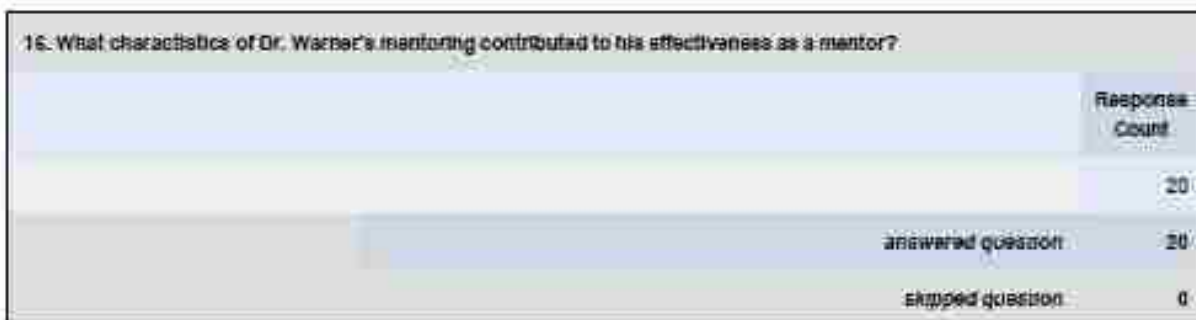 16. What charactistics of Dr. Warner's mentoring contributed to his effectiveness as a mentor?
Response
Count
20
answered question 20
skipped question 0